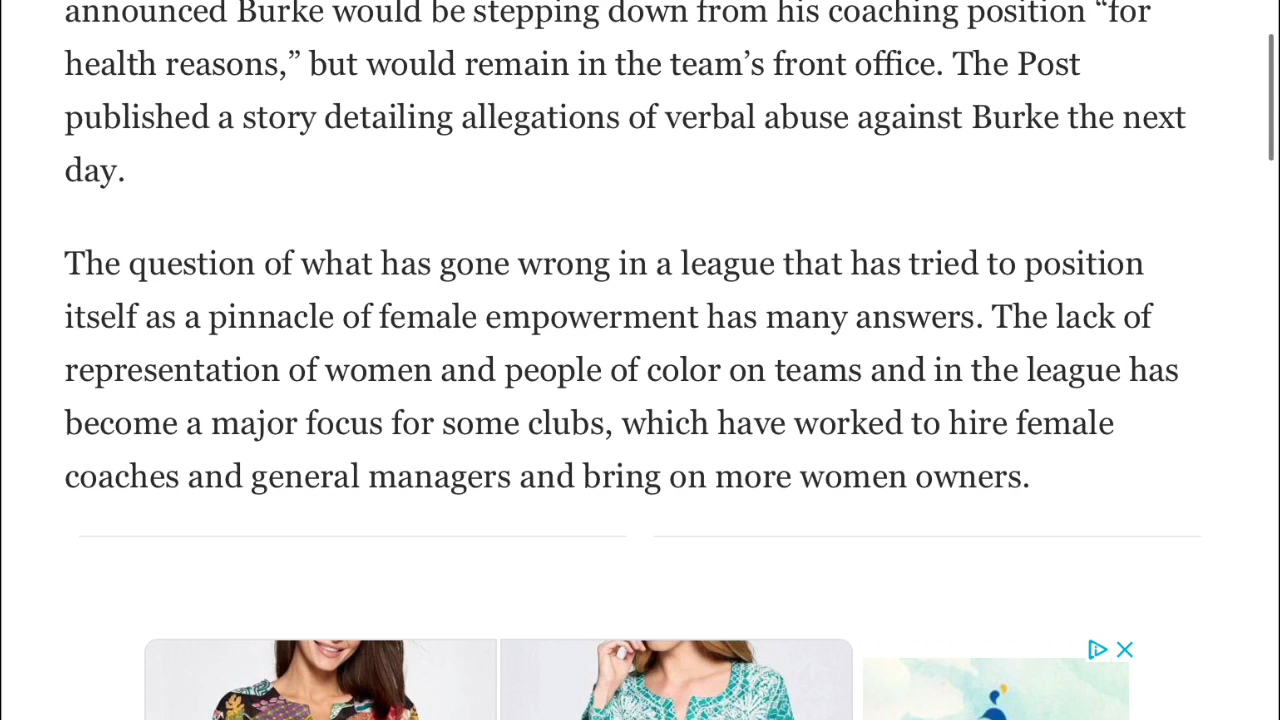 announced Burke would be stepping down from his coaching position “for
health reasons,” but would remain in the team’s front office. The Post
published a story detailing allegations of verbal abuse against Burke the next
day.
The question of what has gone wrong in a league that has tried to position
itself as a pinnacle of female empowerment has many answers. The lack of
representation of women and people of color on teams and in the league has
become a major focus for some clubs, which have worked to hire female
coaches and general managers and bring on more women owners.